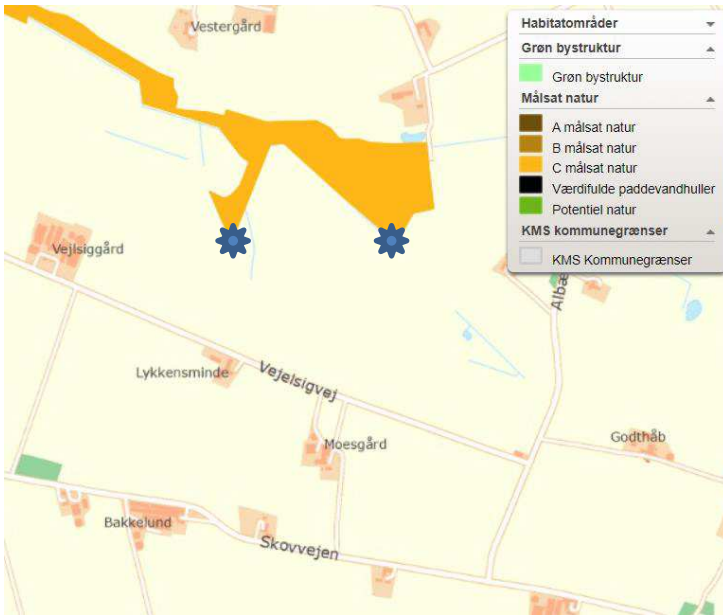 Vestergård
Habitatområder
Grøn bystruktur
Grøn bystruktur
Målsat natur
A målsat natur
B målsat natur
C målsat natur
Værdifulde paddevandhuller
Potentiel natur
KMS kommunegrænser
KMS Kommunegrænser
Vejlsiggård
Albæ
Lykkensminde
Vejelsigvej
Moesgård
Godthåb
Bakkelund
Skovvejen